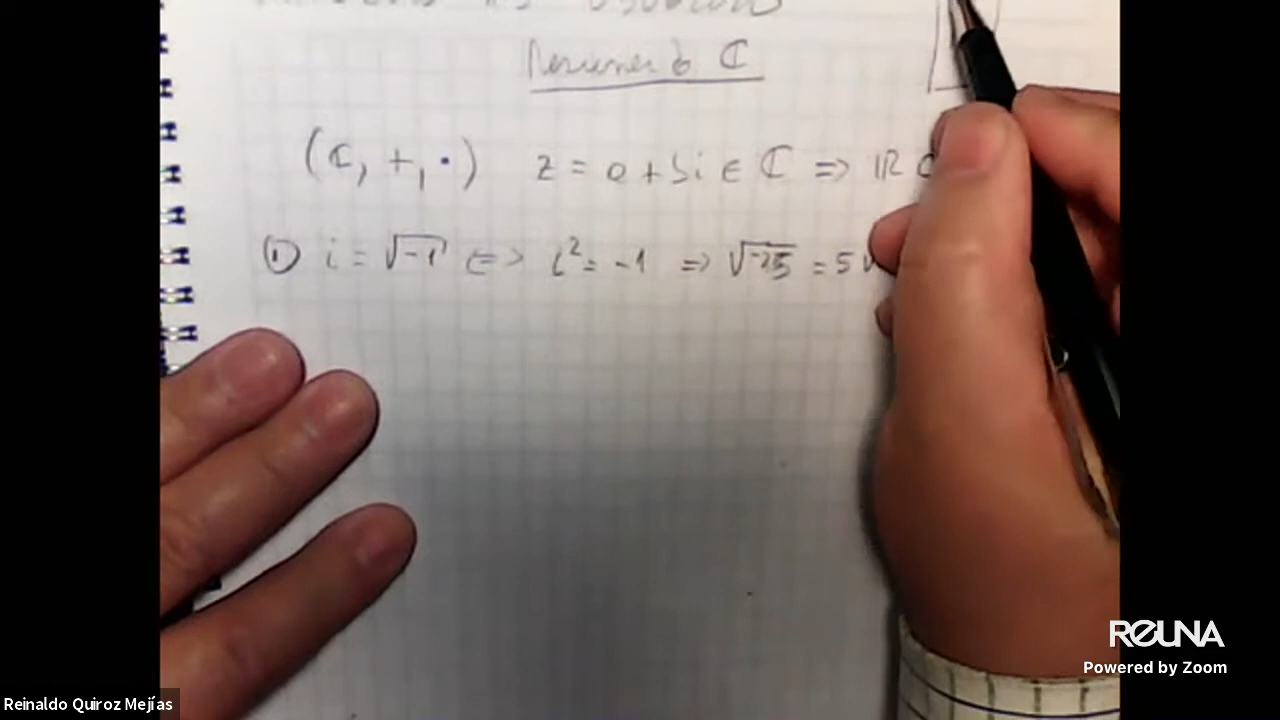 Resumen de ℂ
(ℂ, +, ·) z = a + bi ∈ ℂ => ℝ
① i = √-1 <=> i² = -1 => √-25 = 5
REUNA
Powered by Zoom
Reinaldo Quiroz Mejías